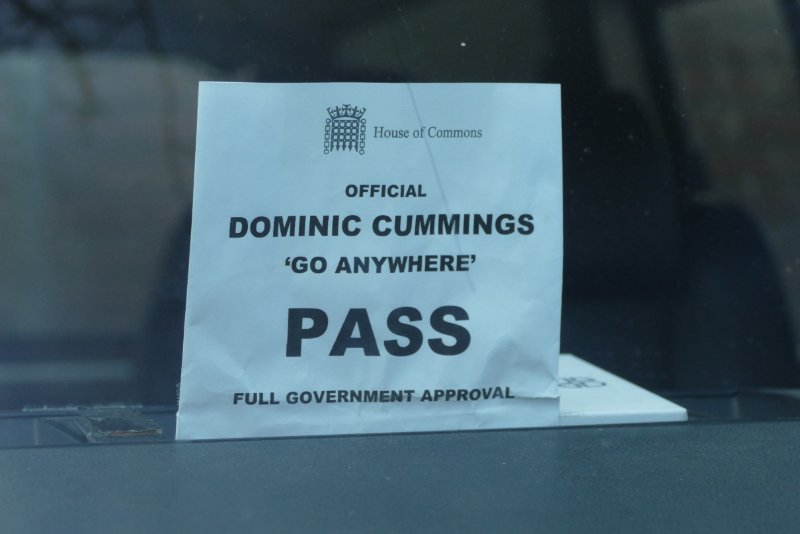 House of Commons
OFFICIAL
DOMINIC CUMMINGS
‘GO ANYWHERE’
PASS
FULL GOVERNMENT APPROVAL